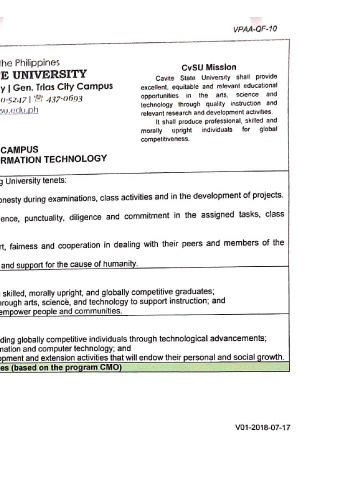 VPAA-QF-10
the Philippines
E UNIVERSITY
y | Gen. Trias City Campus
0-5247 | ☏ 437-0693
su.edu.ph
CvSU Mission
Cavite State University shall provide
excellent, equitable and relevant educational
opportunities in the arts, science and
technology through quality instruction and
relevant research and development activities.
It shall produce professional, skilled and
morally upright individuals for global
competitiveness.
CAMPUS
RMATION TECHNOLOGY
g University tenets:
onesty during examinations, class activities and in the development of projects.
ence, punctuality, diligence and commitment in the assigned tasks, class
rt, fairness and cooperation in dealing with their peers and members of the
and support for the cause of humanity.
skilled, morally upright, and globally competitive graduates;
rough arts, science, and technology to support instruction; and
empower people and communities.
ding globally competitive individuals through technological advancements;
mation and computer technology; and
opment and extension activities that will endow their personal and social growth.
es (based on the program CMO)
V01-2018-07-17